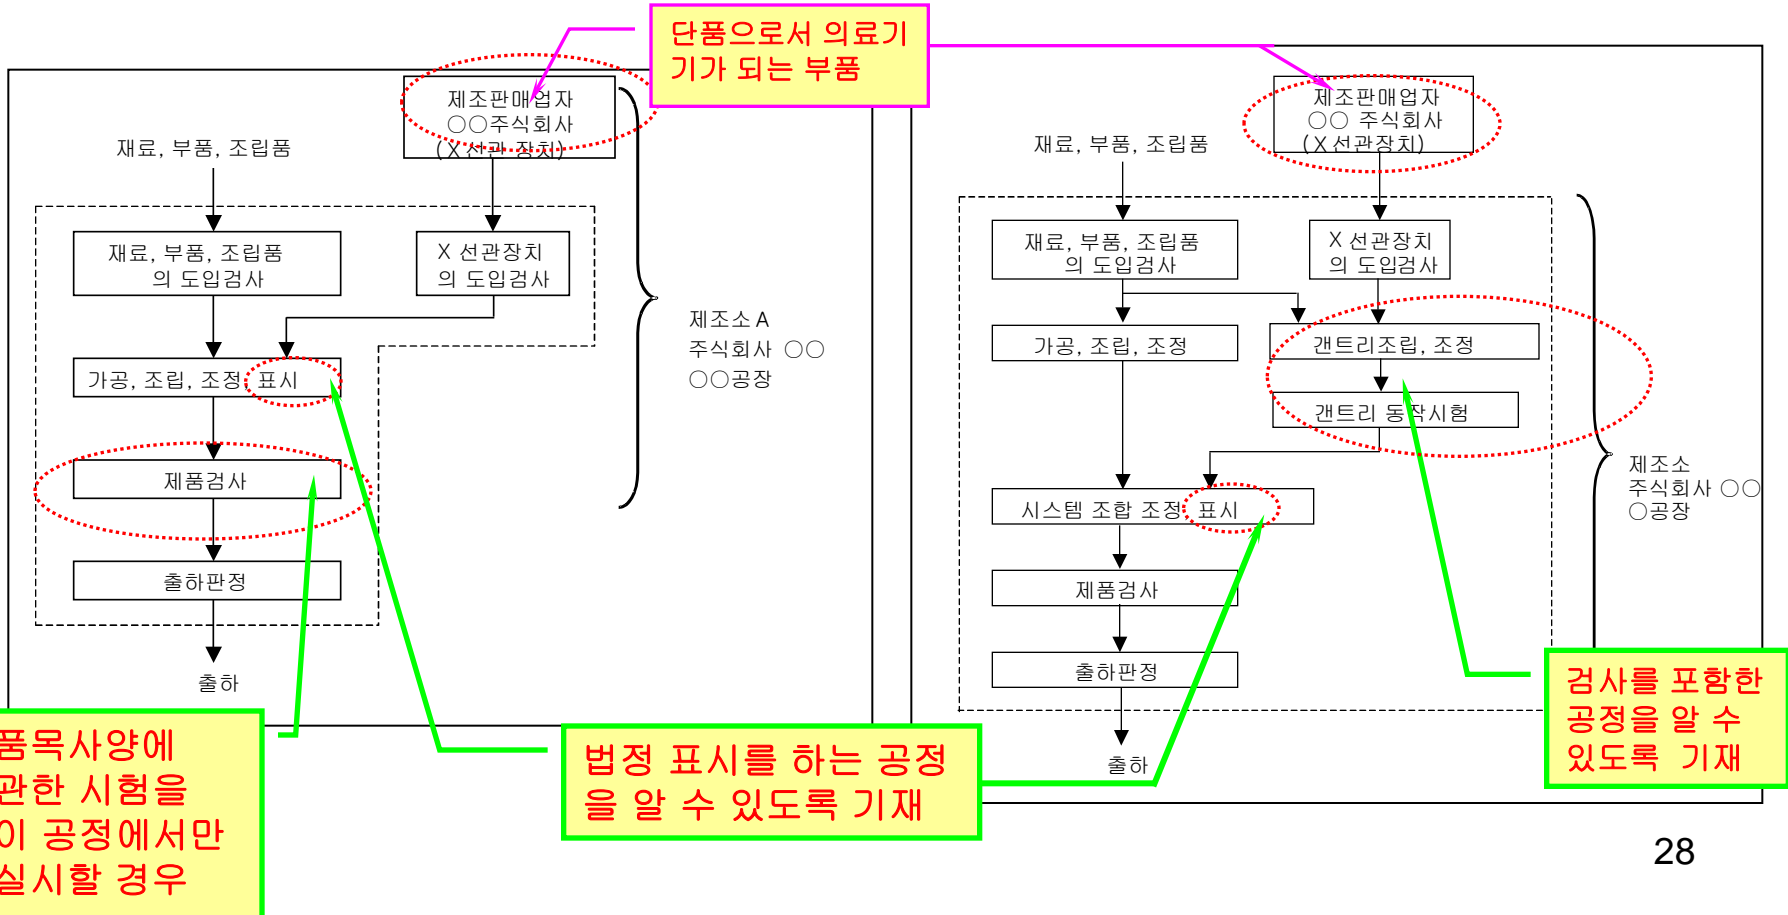 단품으로서 의료기
기가 되는 부품
제조판매업자
○○주식회사
(X선관 장치)
재료, 부품, 조립품
재료, 부품, 조립품
의 도입검사
X 선관장치
의 도입검사
제조소 A
주식회사 ○○
○○공장
가공, 조립, 조정, 표시
제품검사
출하판정
출하
제조판매업자
○○ 주식회사
(X선관장치)
재료, 부품, 조립품
재료, 부품, 조립품
의 도입검사
X 선관장치
의 도입검사
가공, 조립, 조정
갠트리조립, 조정
갠트리 동작시험
제조소
주식회사 ○○
○공장
시스템 조합 조정 표시
제품검사
출하판정
출하
품목사양에
관한 시험을
이 공정에서만
실시할 경우
법정 표시를 하는 공정
을 알 수 있도록 기재
검사를 포함한
공정을 알 수
있도록 기재
28